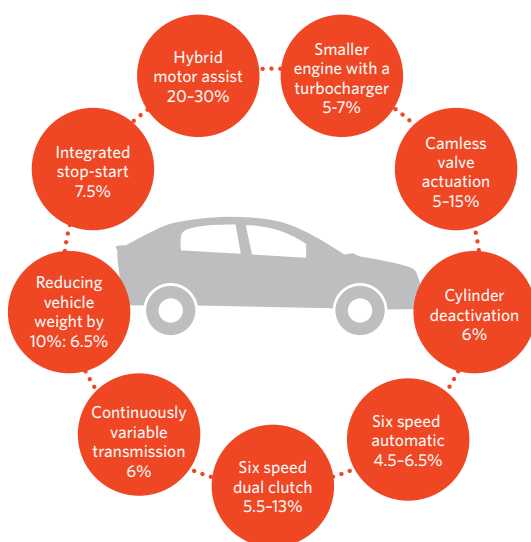 Hybrid
motor assist
20–30%
Smaller
engine with a
turbocharger
5-7%
Camless
valve
actuation
5–15%
Cylinder
deactivation
6%
Six speed
automatic
4.5–6.5%
Six speed
dual clutch
5.5–13%
Continuously
variable
transmission
6%
Reducing
vehicle
weight by
10%: 6.5%
Integrated
stop-start
7.5%